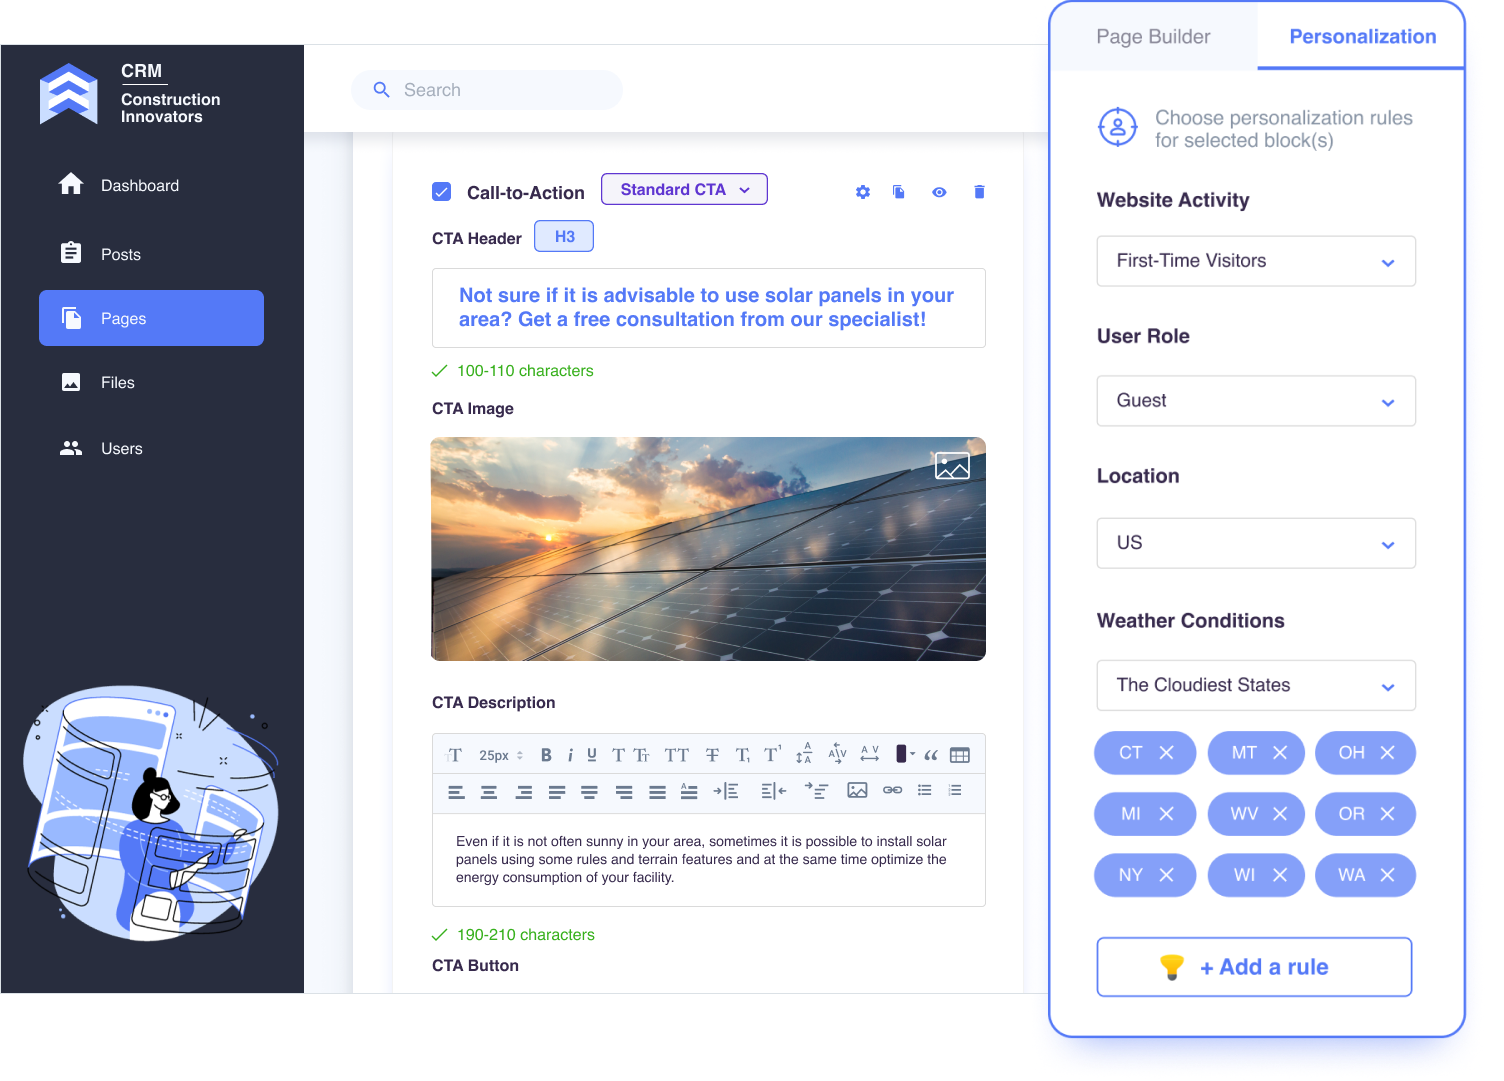 CRM
Construction
Innovators
Dashboard
Posts
Pages
Files
Users
Search
Call-to-Action
Standard CTA
CTA Header
H3
Not sure if it is advisable to use solar panels in your
area? Get a free consultation from our specialist!
100-110 characters
CTA Image
CTA Description
25px
Even if it is not often sunny in your area, sometimes it is possible to install solar
panels using some rules and terrain features and at the same time optimize the
energy consumption of your facility.
190-210 characters
CTA Button
Page Builder
Personalization
Choose personalization rules
for selected block(s)
Website Activity
First-Time Visitors
User Role
Guest
Location
US
Weather Conditions
The Cloudiest States
CT MT OH
MI WV OR
NY WI WA
+ Add a rule